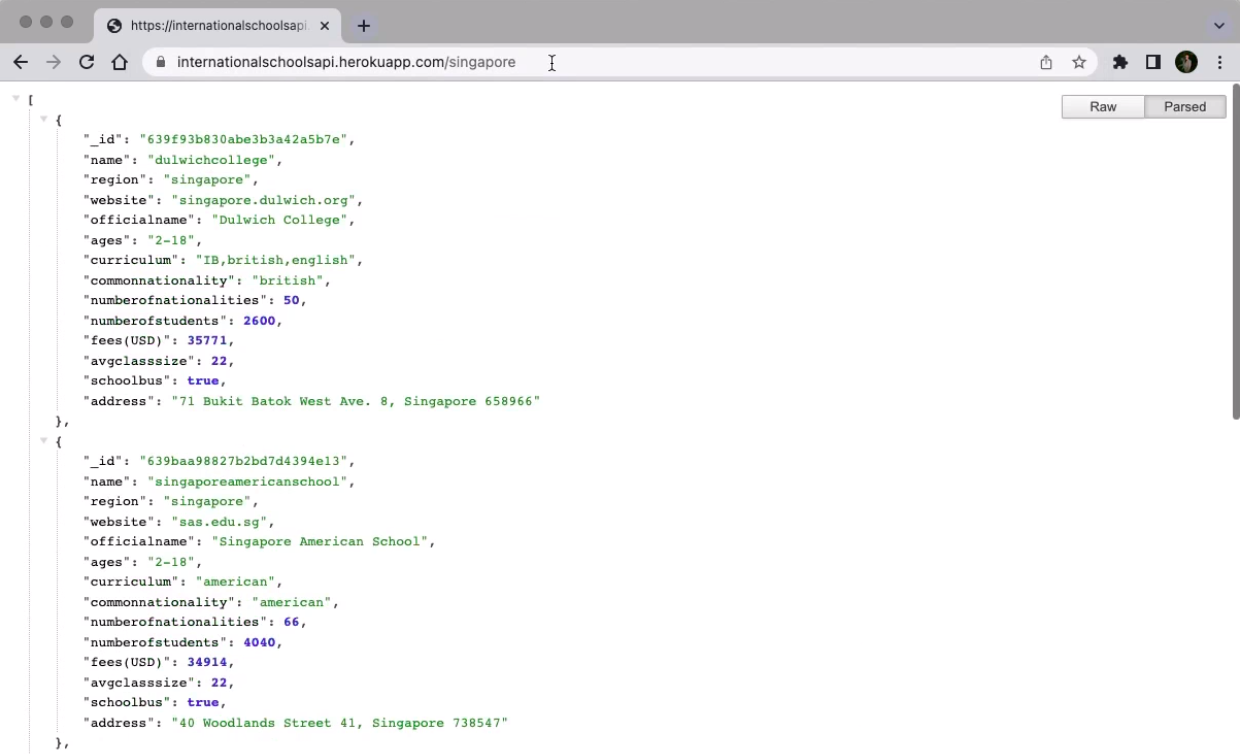 https://internationalschoolsapi.
internationalschoolsapi.herokuapp.com/singapore
Raw
Parsed
[
{
"_id": "639f93b830abe3b3a42a5b7e",
"name": "dulwichcollege",
"region": "singapore",
"website": "singapore.dulwich.org",
"officialname": "Dulwich College",
"ages": "2-18",
"curriculum": "IB,british,english",
"commonnationality": "british",
"numberofnationalities": 50,
"numberofstudents": 2600,
"fees(USD)": 35771,
"avgclasssize": 22,
"schoolbus": true,
"address": "71 Bukit Batok West Ave. 8, Singapore 658966"
},
{
"_id": "639baa98827b2bd7d4394e13",
"name": "singaporeamericanschool",
"region": "singapore",
"website": "sas.edu.sg",
"officialname": "Singapore American School",
"ages": "2-18",
"curriculum": "american",
"commonnationality": "american",
"numberofnationalities": 66,
"numberofstudents": 4040,
"fees(USD)": 34914,
"avgclasssize": 22,
"schoolbus": true,
"address": "40 Woodlands Street 41, Singapore 738547"
},